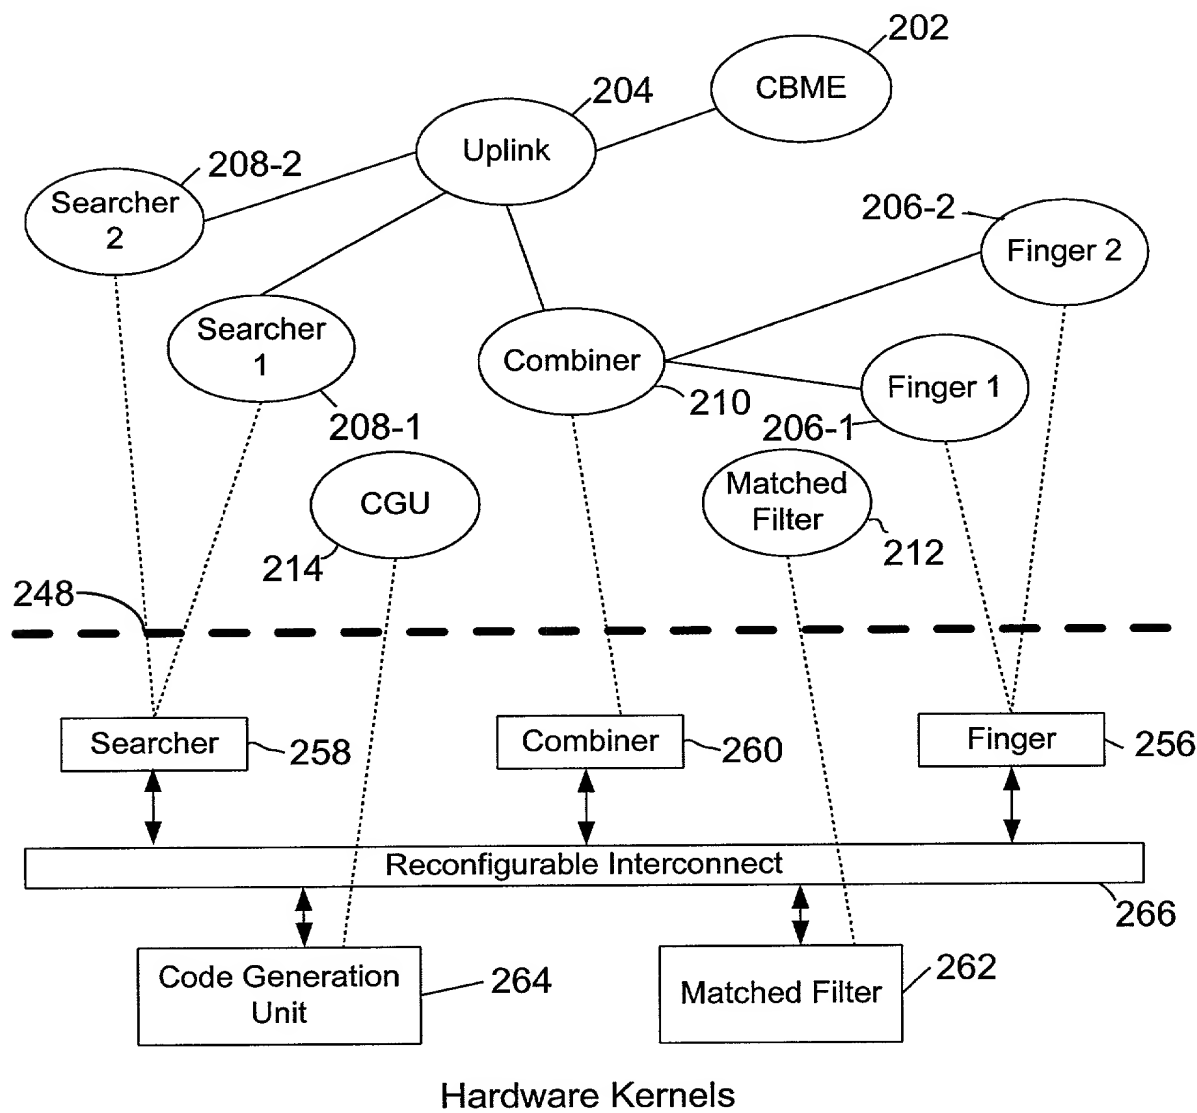 202
CBME
204
Uplink
208-2
Searcher
2
206-2
Finger 2
Searcher
1
Combiner
Finger 1
210
208-1
206-1
CGU
Matched
Filter
214
212
248
Searcher
258
Combiner
260
Finger
256
Reconfigurable Interconnect
266
Code Generation
Unit
264
Matched Filter
262
Hardware Kernels